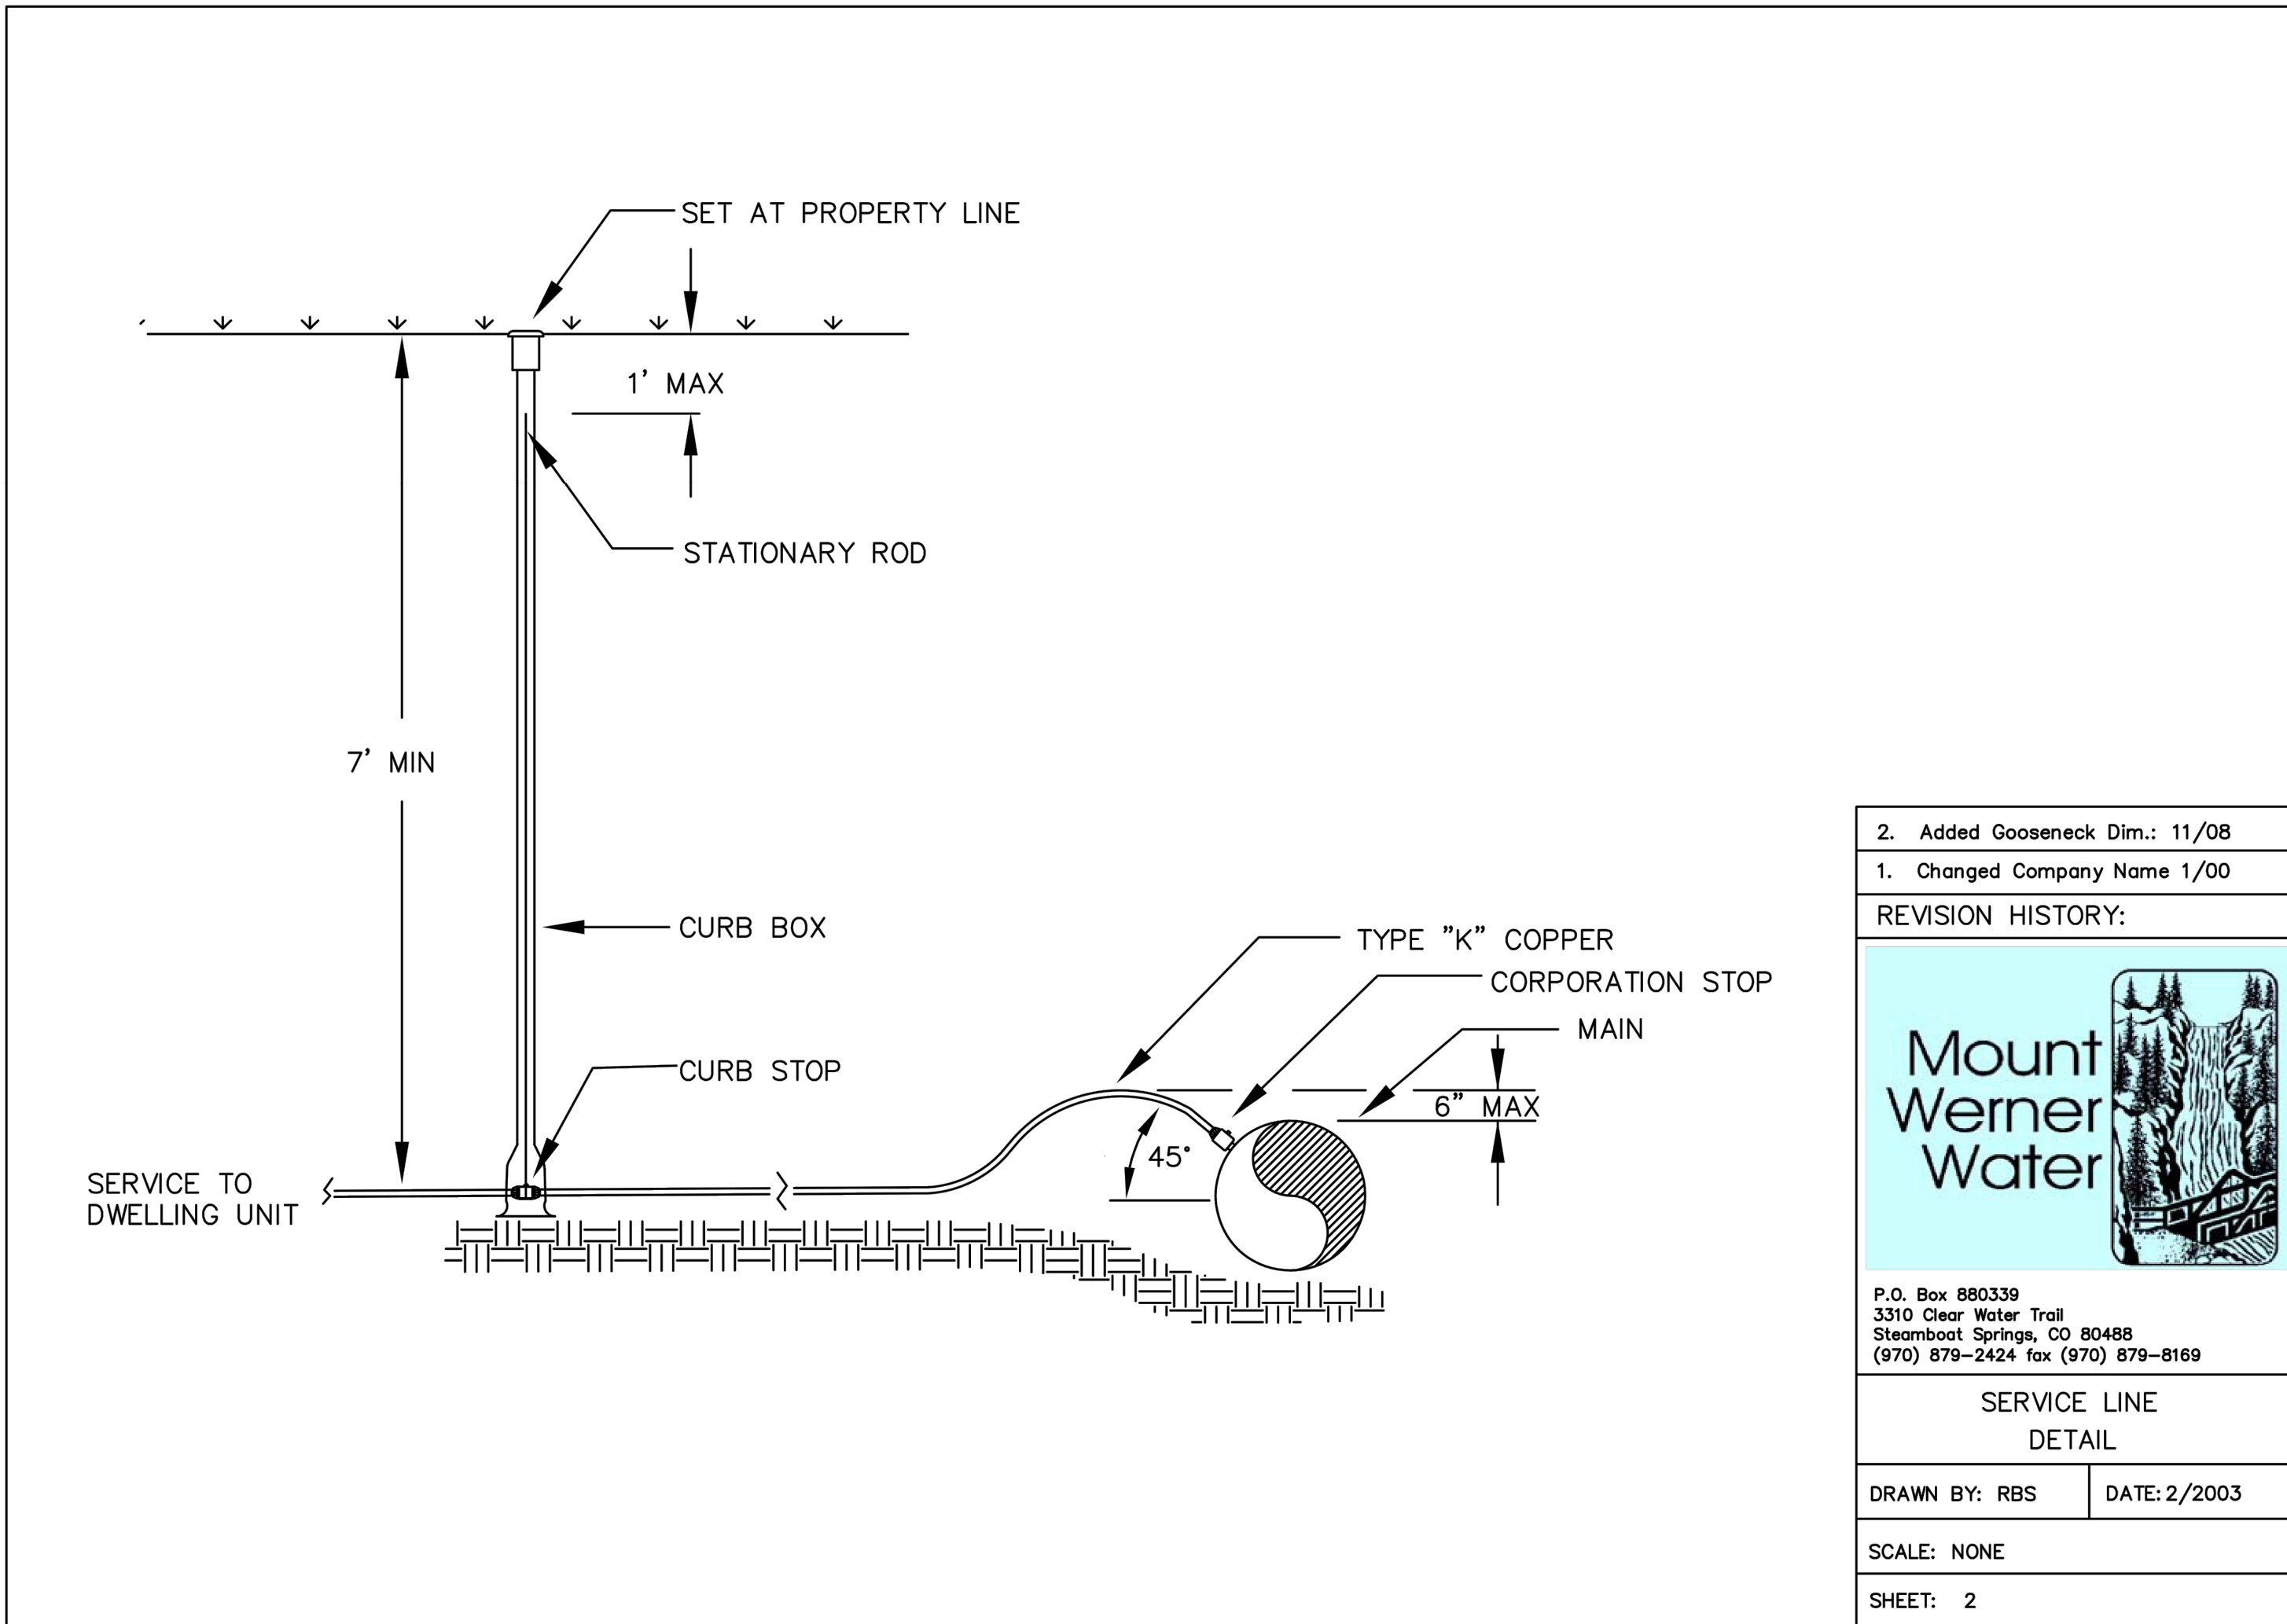 SET AT PROPERTY LINE
1' MAX
STATIONARY ROD
7' MIN
CURB BOX
TYPE "K" COPPER
CORPORATION STOP
MAIN
CURB STOP
6" MAX
45°
SERVICE TO
DWELLING UNIT
2. Added Gooseneck Dim.: 11/08
1. Changed Company Name 1/00
REVISION HISTORY:
Mount
Werner
Water
P.O. Box 880339
3310 Clear Water Trail
Steamboat Springs, CO 80488
(970) 879-2424 fax (970) 879-8169
SERVICE LINE
DETAIL
DRAWN BY: RBS
DATE: 2/2003
SCALE: NONE
SHEET: 2